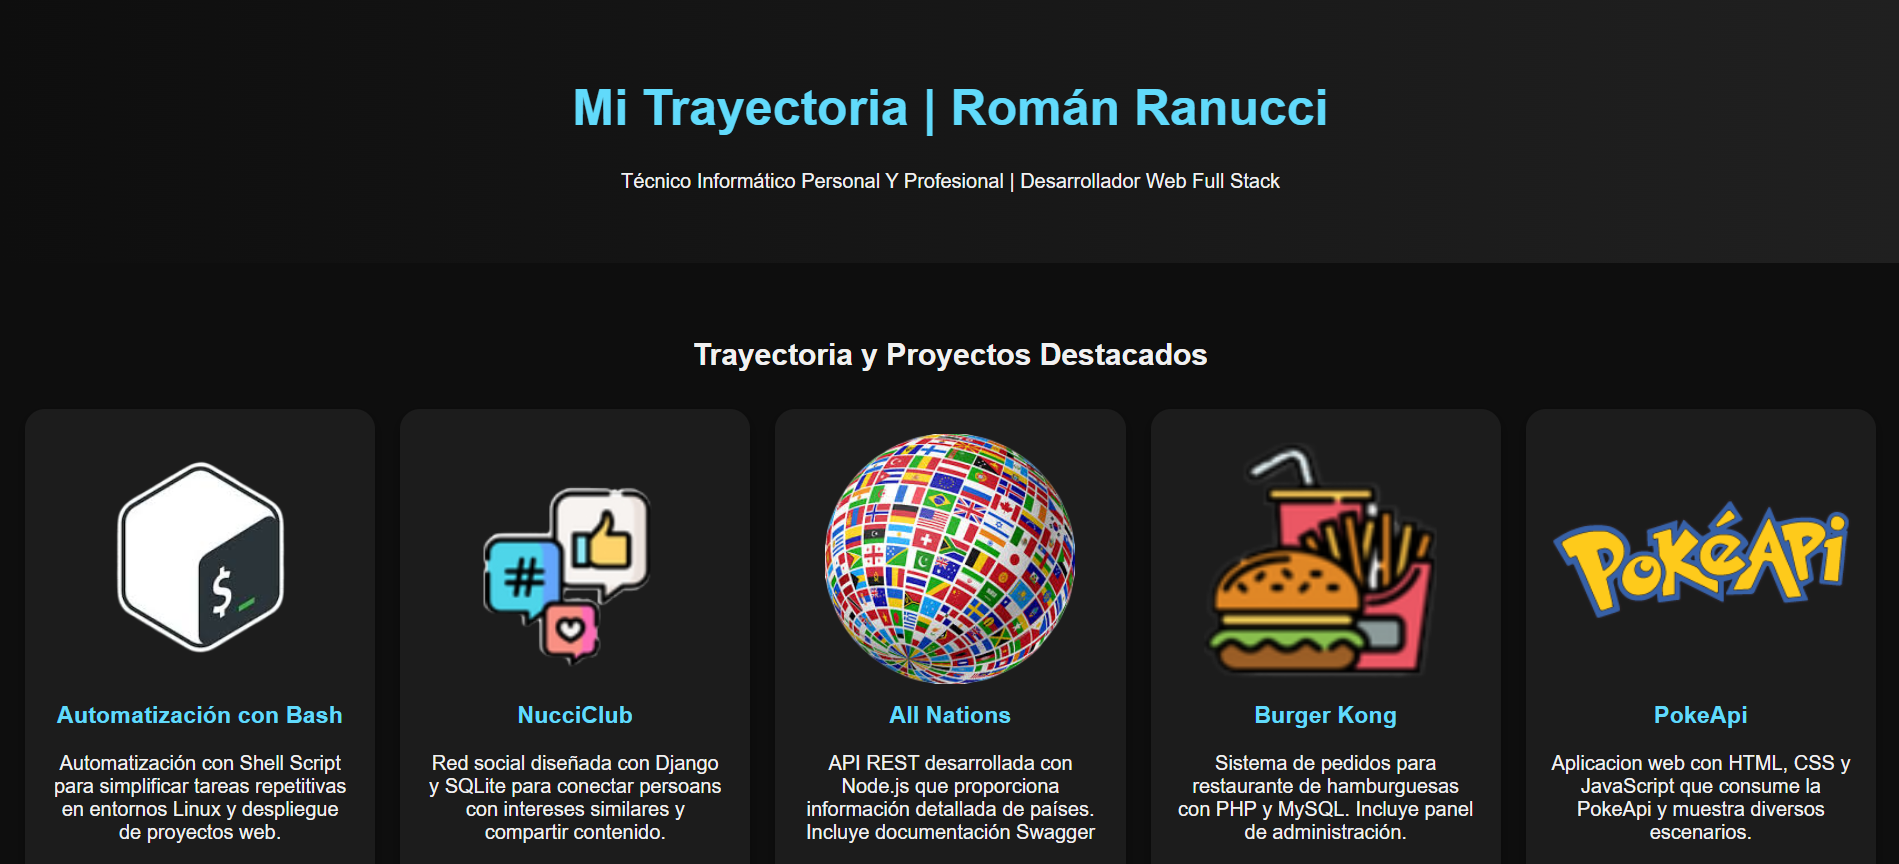 Mi Trayectoria | Román Ranucci
Técnico Informático Personal Y Profesional | Desarrollador Web Full Stack
Trayectoria y Proyectos Destacados
$_
#
PokéApi
Automatización con Bash
Automatización con Shell Script
para simplificar tareas repetitivas
en entornos Linux y despliegue
de proyectos web.
NucciClub
Red social diseñada con Django
y SQLite para conectar persoans
con intereses similares y
compartir contenido.
All Nations
API REST desarrollada con
Node.js que proporciona
información detallada de países.
Incluye documentación Swagger
Burger Kong
Sistema de pedidos para
restaurante de hamburguesas
con PHP y MySQL. Incluye panel
de administración.
PokeApi
Aplicacion web con HTML, CSS y
JavaScript que consume la
PokeApi y muestra diversos
escenarios.